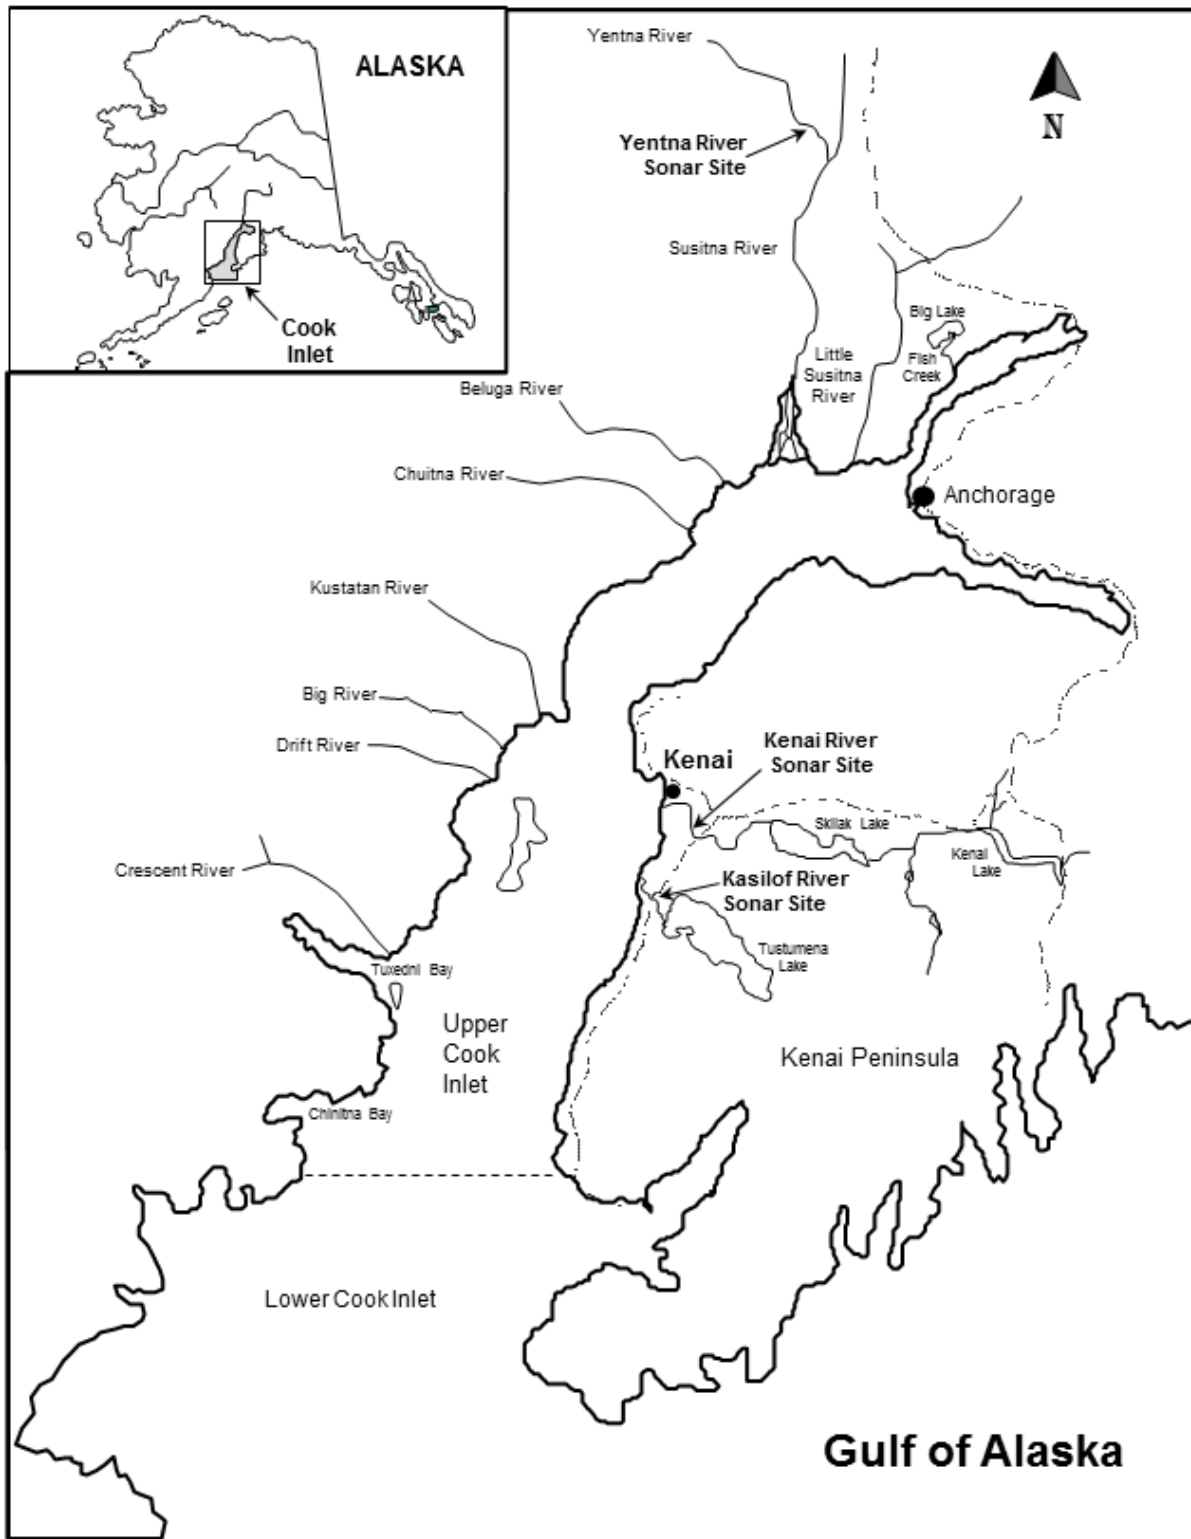 ALASKA
Cook
Inlet
Yentna River
N
Yentna River
Sonar Site
Susitna River
Big Lake
Little
Susitna
River
Fish
Creek
Beluga River
Chuitna River
Anchorage
Kustatan River
Big River
Drift River
Kenai
Kenai River
Sonar Site
Skilak Lake
Kenai
Lake
Crescent River
Kasilof River
Sonar Site
Tustumena
Lake
Tuxedni Bay
Upper
Cook
Inlet
Kenai Peninsula
Chinitna Bay
Lower Cook Inlet
Gulf of Alaska